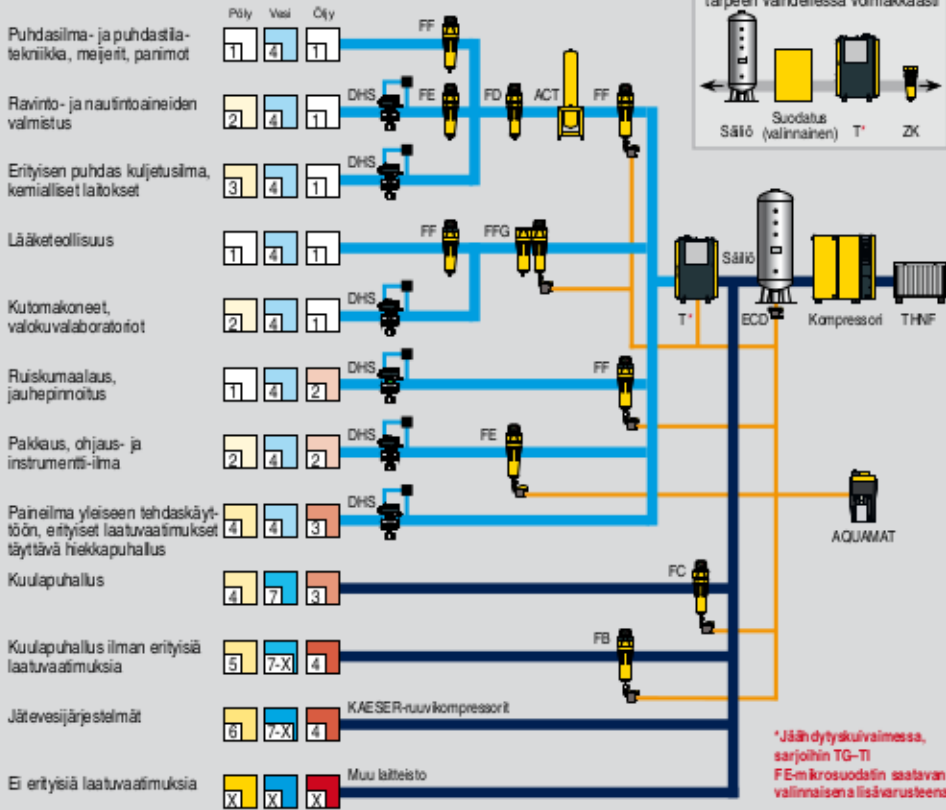 tarpeen vaihdellessa voimakkaasti
Säiliö
Suodatus
(valinnainen)
T*
ZK
Pöly
Vesi
Öljy
Puhdasilma- ja puhdastila-
tekniikka, meijerit, panimot
1
4
1
FF
Ravinto- ja nautintoaineiden
valmistus
2
4
1
DHS
FE
FD
ACT
FF
Erityisen puhdas kuljetusilma,
kemialliset laitokset
3
4
1
DHS
Lääketeollisuus
1
4
1
FF
FFG
Säiliö
T*
ECD
Kompressori
THNF
Kutomakoneet,
valokuvalaboratoriot
2
4
1
DHS
Ruiskumaalaus,
jauhepinnoitus
1
4
2
DHS
FF
Pakkaus, ohjaus- ja
instrumentti-ilma
2
4
2
DHS
FE
AQUAMAT
Paineilma yleiseen tehdaskäyt-
töön, erityiset laatuvaatimukset
täyttävä hiekkapuhallus
4
4
3
DHS
Kuulapuhallus
4
7
3
FC
Kuulapuhallus ilman erityisiä
laatuvaatimuksia
5
7-X
4
FB
Jätevesijärjestelmät
6
7-X
4
KAESER-ruuvikompressorit
Ei erityisiä laatuvaatimuksia
X
X
X
Muu laitteisto
*Jäähdytyskuivaimessa,
sarjoihin TG–TI
FE-mikrosuodatin saatavan
valinnaisena lisävarusteena